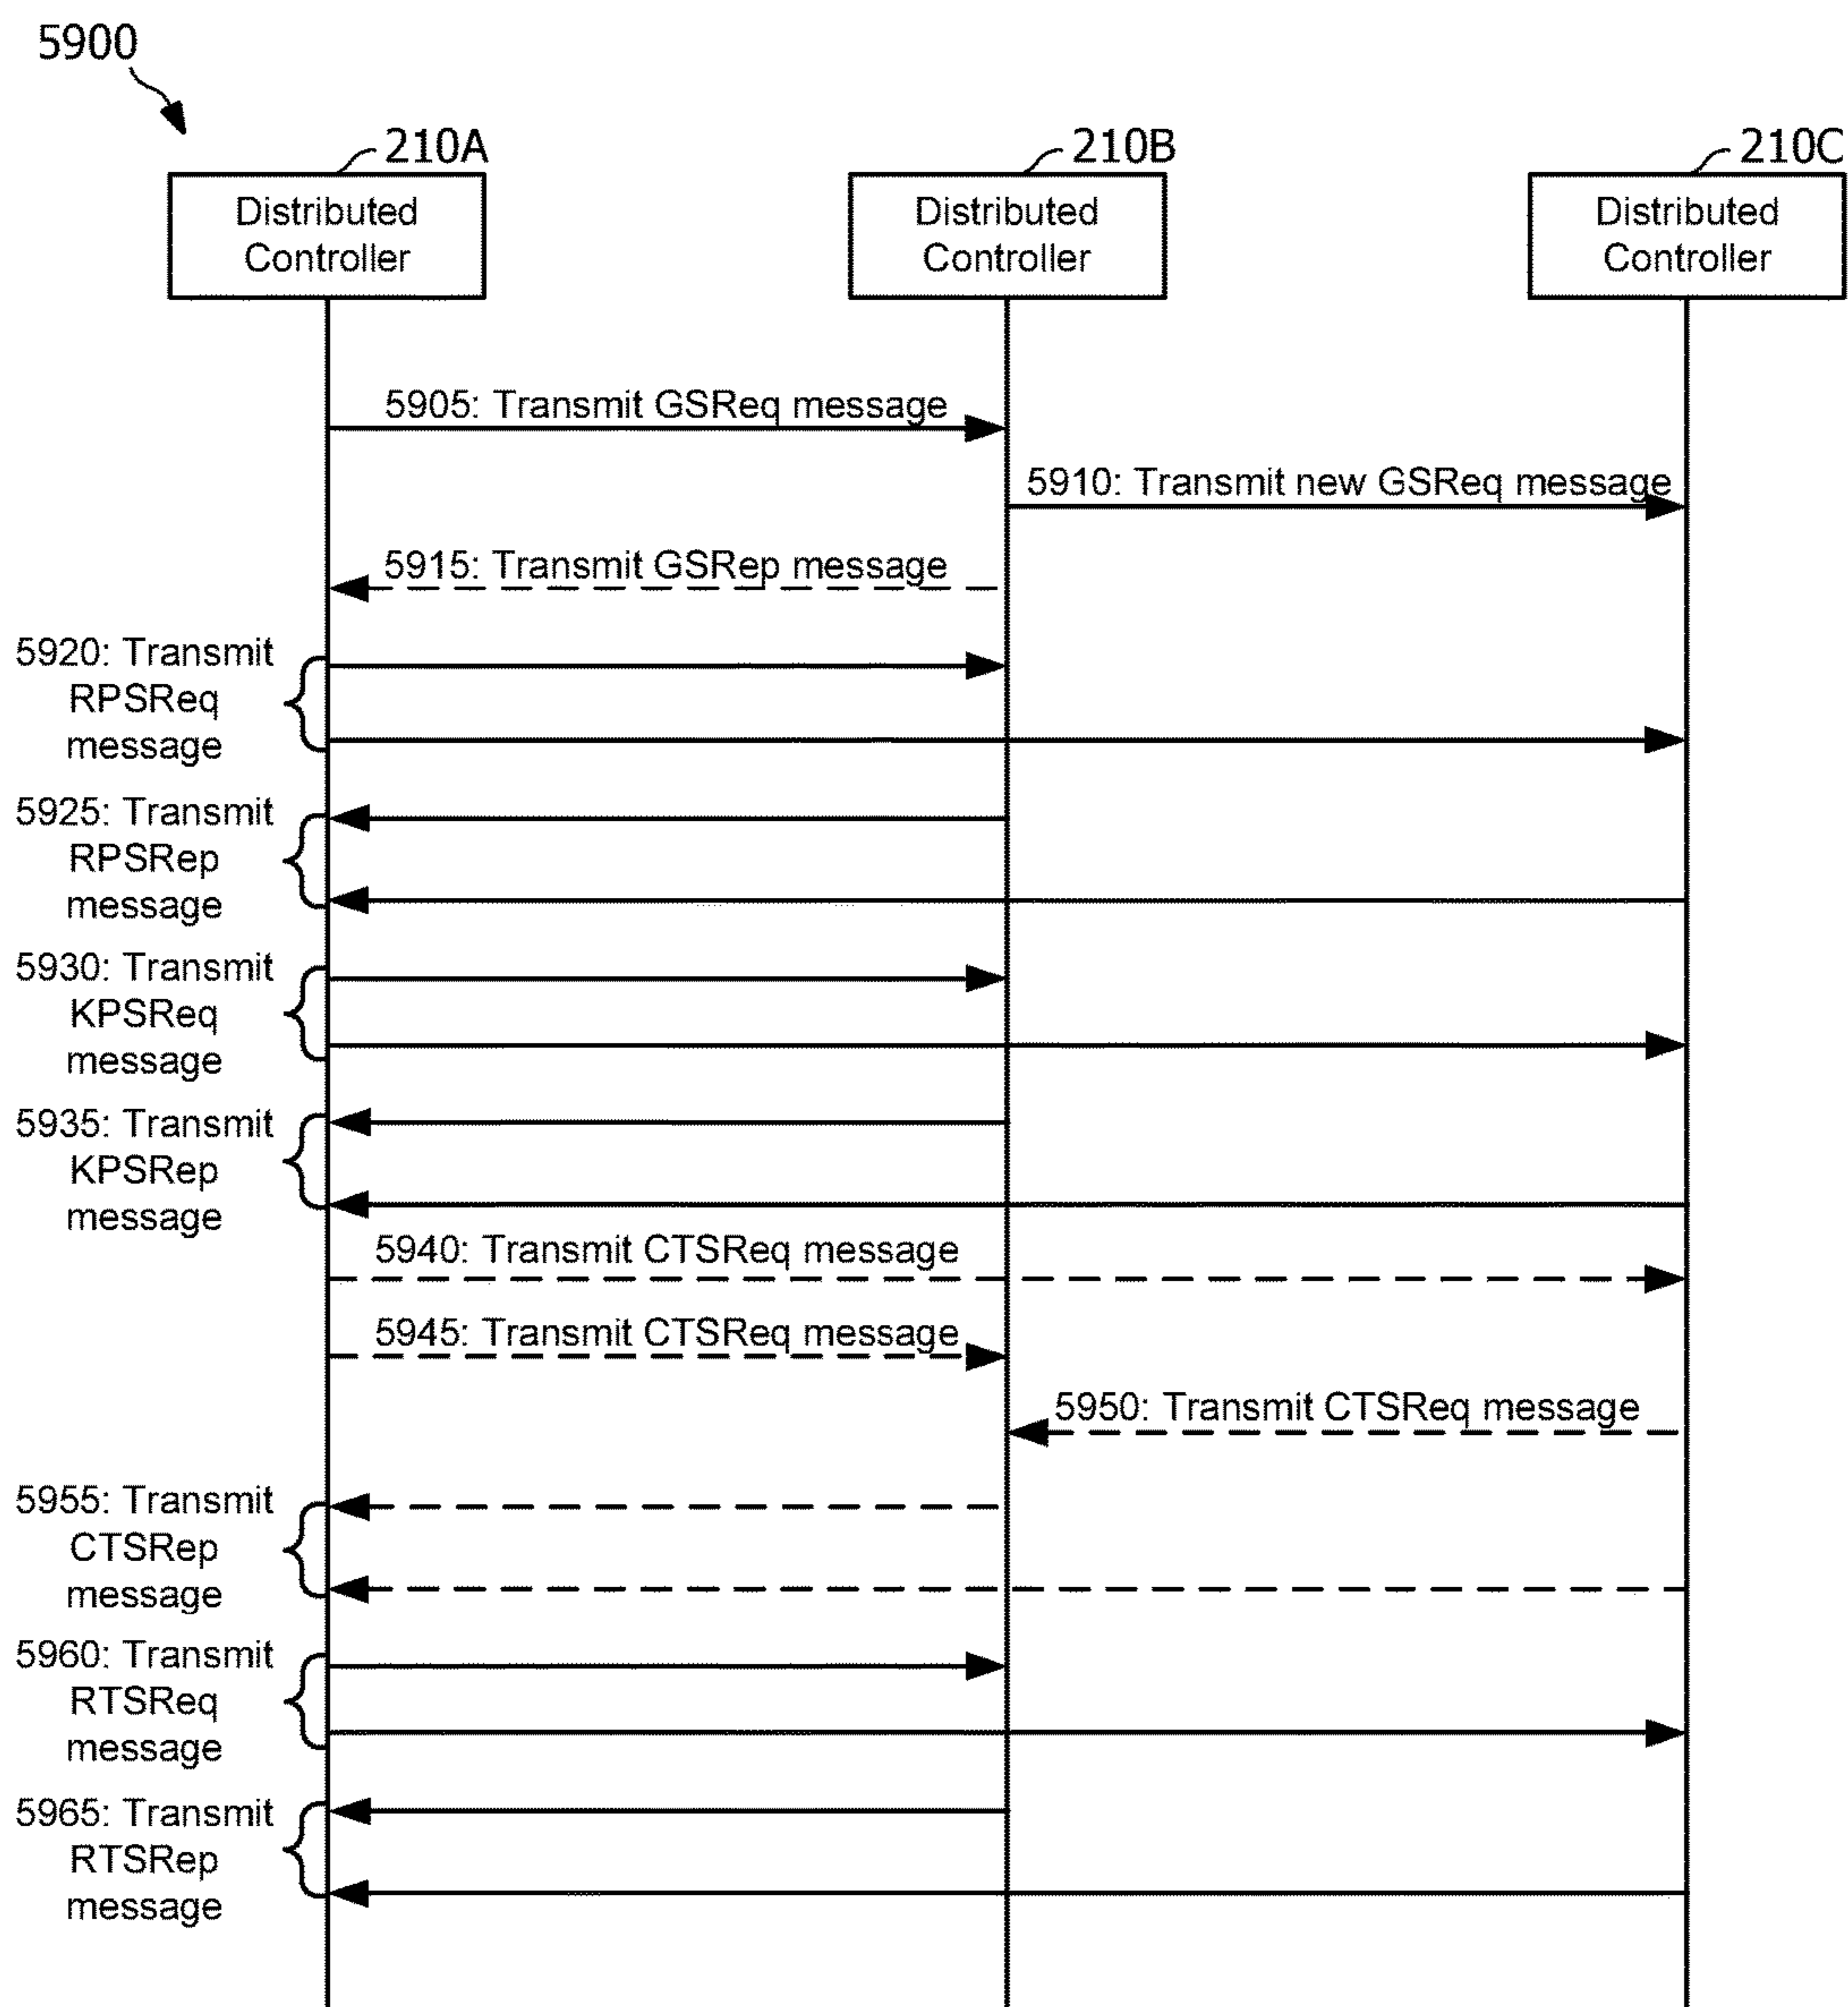 5900
210A
210B
210C
Distributed
Controller
Distributed
Controller
Distributed
Controller
5905: Transmit GSReq message
5910: Transmit new GSReq message
5915: Transmit GSRep message
5920: Transmit
RPSReq
message
5925: Transmit
RPSRep
message
5930: Transmit
KPSReq
message
5935: Transmit
KPSRep
message
5940: Transmit CTSReq message
5945: Transmit CTSReq message
5950: Transmit CTSReq message
5955: Transmit
CTSRep
message
5960: Transmit
RTSReq
message
5965: Transmit
RTSRep
message